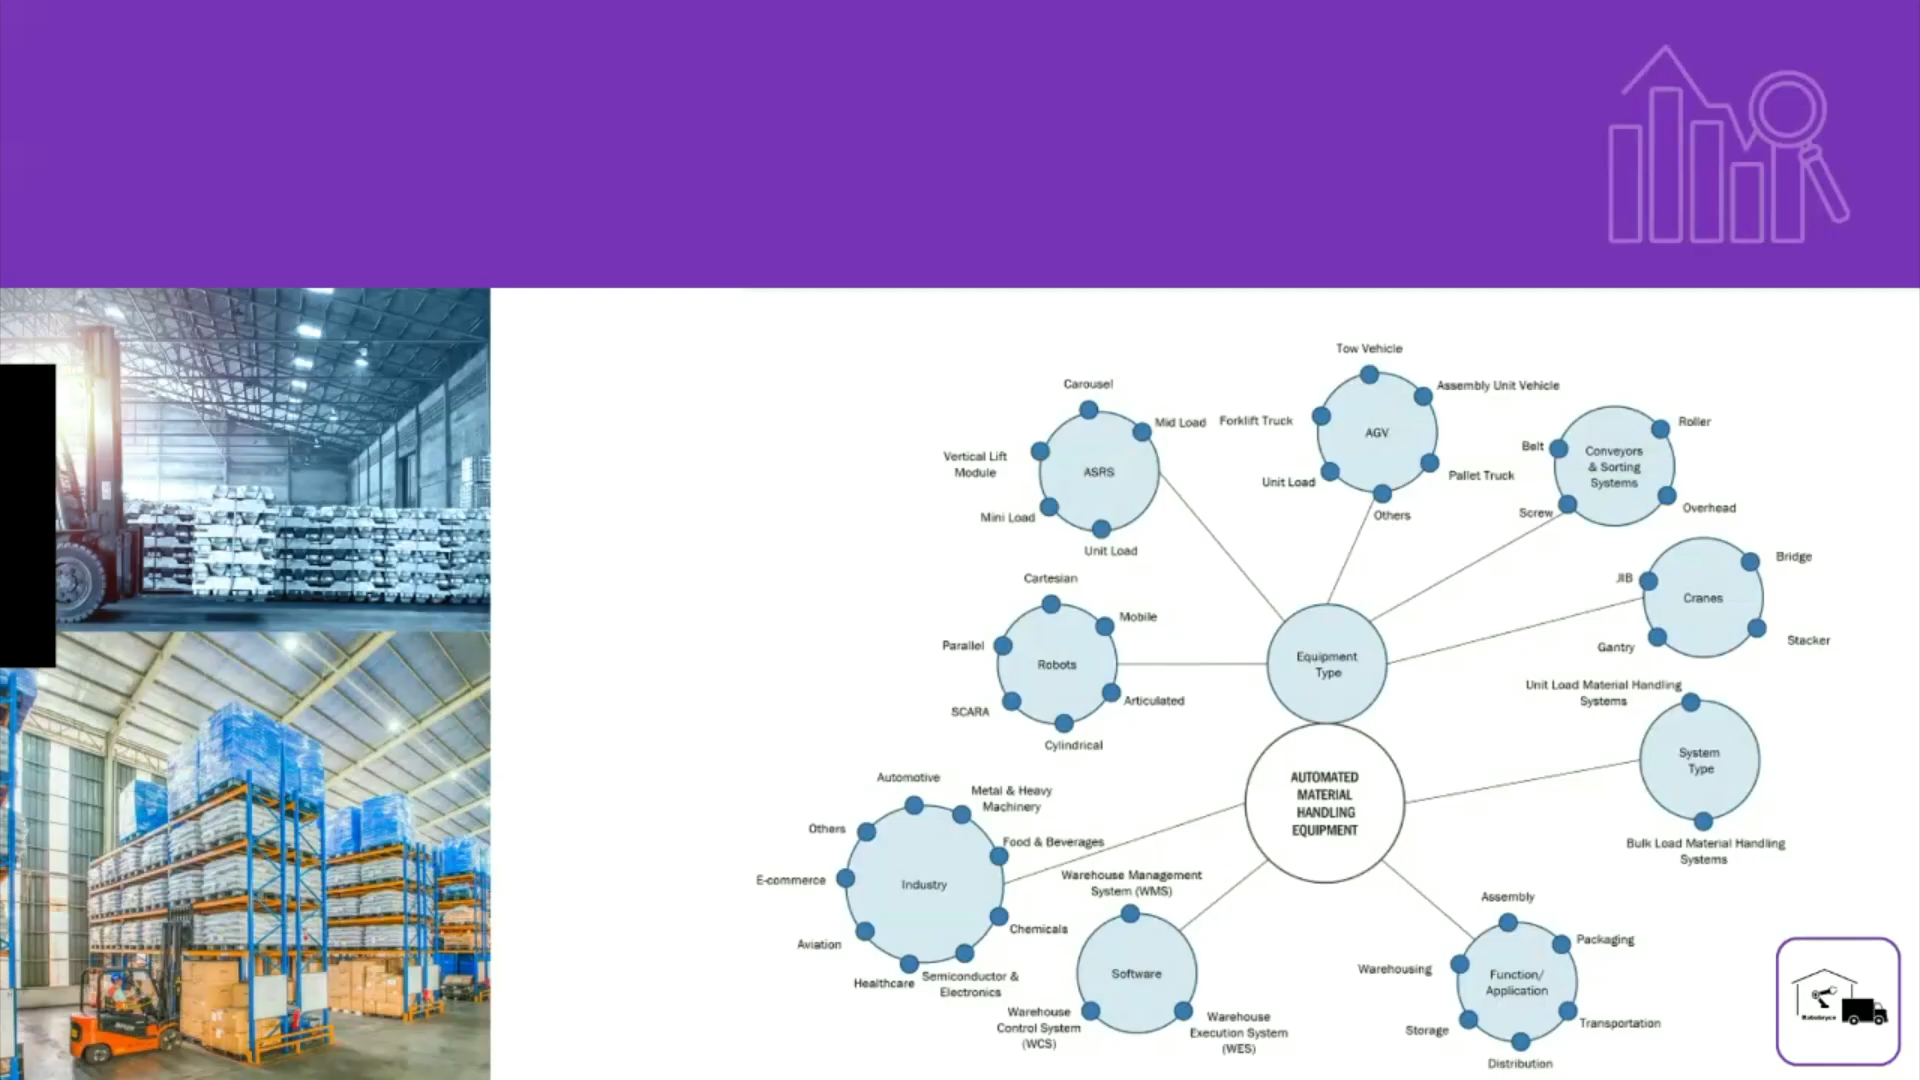 Tow Vehicle
Assembly Unit Vehicle
Forklift Truck
AGV
Unit Load
Pallet Truck
Others
Carousel
Mid Load
Vertical Lift
Module
ASRS
Mini Load
Unit Load
Roller
Belt
Conveyors
& Sorting
Systems
Screw
Overhead
Bridge
JIB
Cranes
Gantry
Stacker
Cartesian
Mobile
Parallel
Robots
SCARA
Articulated
Cylindrical
Equipment
Type
Unit Load Material Handling
Systems
System
Type
Bulk Load Material Handling
Systems
AUTOMATED
MATERIAL
HANDLING
EQUIPMENT
Automotive
Metal & Heavy
Machinery
Others
Food & Beverages
E-commerce
Industry
Aviation
Chemicals
Healthcare
Semiconductor &
Electronics
Warehouse Management
System (WMS)
Software
Warehouse
Control System
(WCS)
Warehouse
Execution System
(WES)
Assembly
Packaging
Warehousing
Function/
Application
Storage
Transportation
Distribution